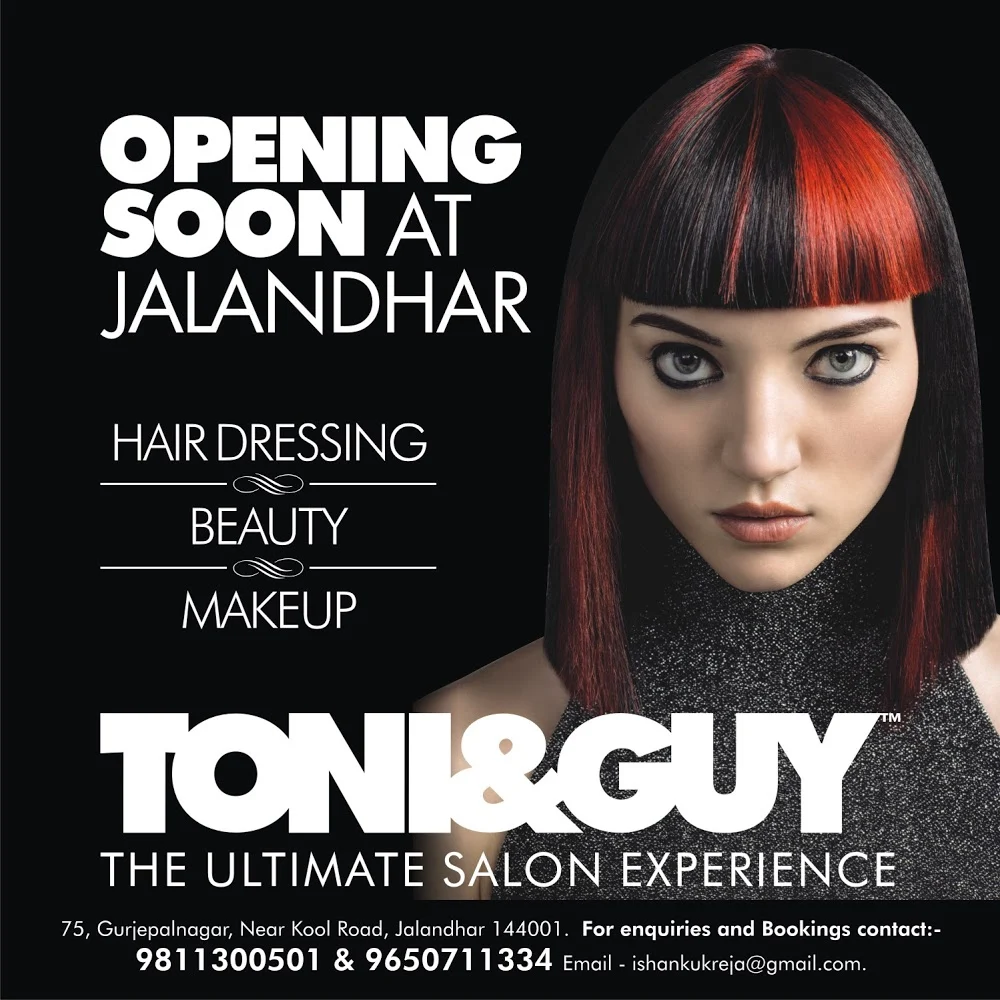 OPENING
SOON AT
JALANDHAR
HAIR DRESSING
BEAUTY
MAKEUP
TONI&GUY™
THE ULTIMATE SALON EXPERIENCE
75, Gurjepalnagar, Near Kool Road, Jalandhar 144001. For enquiries and Bookings contact:-
9811300501 & 9650711334 Email - ishankukreja@gmail.com.